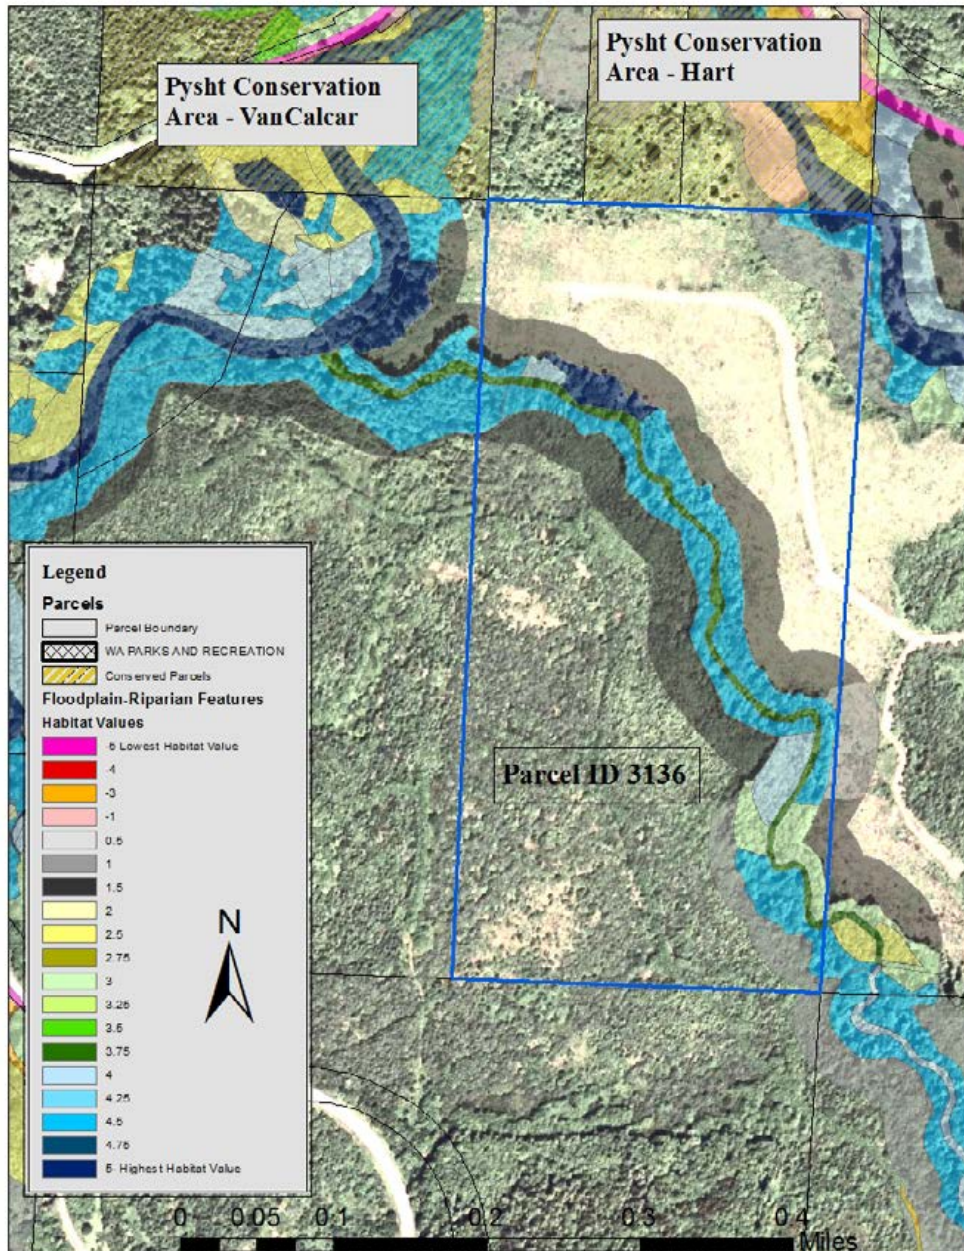 Pysht Conservation
Area - VanCalcar
Pysht Conservation
Area - Hart
Parcel ID 3136
Legend
Parcels
Parcel Boundary
WA PARKS AND RECREATION
Conserved Parcels
Floodplain-Riparian Features
Habitat Values
-5 Lowest Habitat Value
-4
-3
-1
0.5
1
1.5
2
2.5
2.75
3
3.25
3.5
3.75
4
4.25
4.5
4.75
5- Highest Habitat Value
N
0 0.05 0.1 0.2 0.3 0.4
Miles